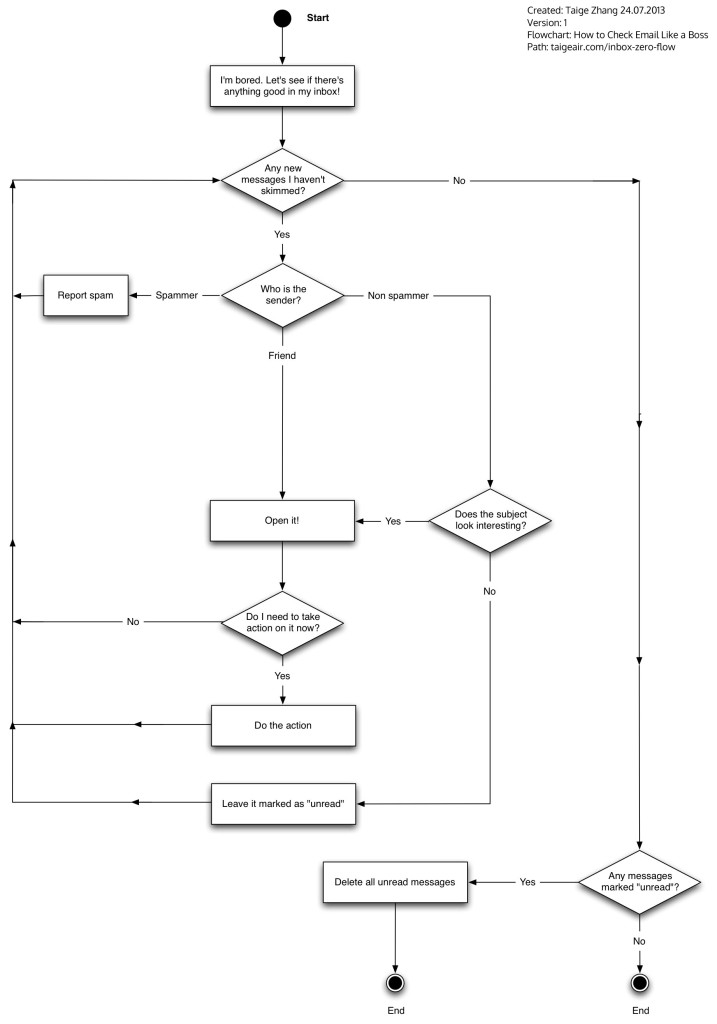 Created: Taige Zhang 24.07.2013
Version: 1
Flowchart: How to Check Email Like a Boss
Path: taigeair.com/inbox-zero-flow
Start
I'm bored. Let's see if there's
anything good in my inbox!
Any new
messages I haven't
skimmed?
No
Yes
Who is the
sender?
Report spam
Spammer
Non spammer
Friend
Open it!
Yes
Does the subject
look interesting?
No
Do I need to take
action on it now?
No
Yes
Do the action
Leave it marked as "unread"
Any messages
marked "unread"?
Yes
Delete all unread messages
No
End
End